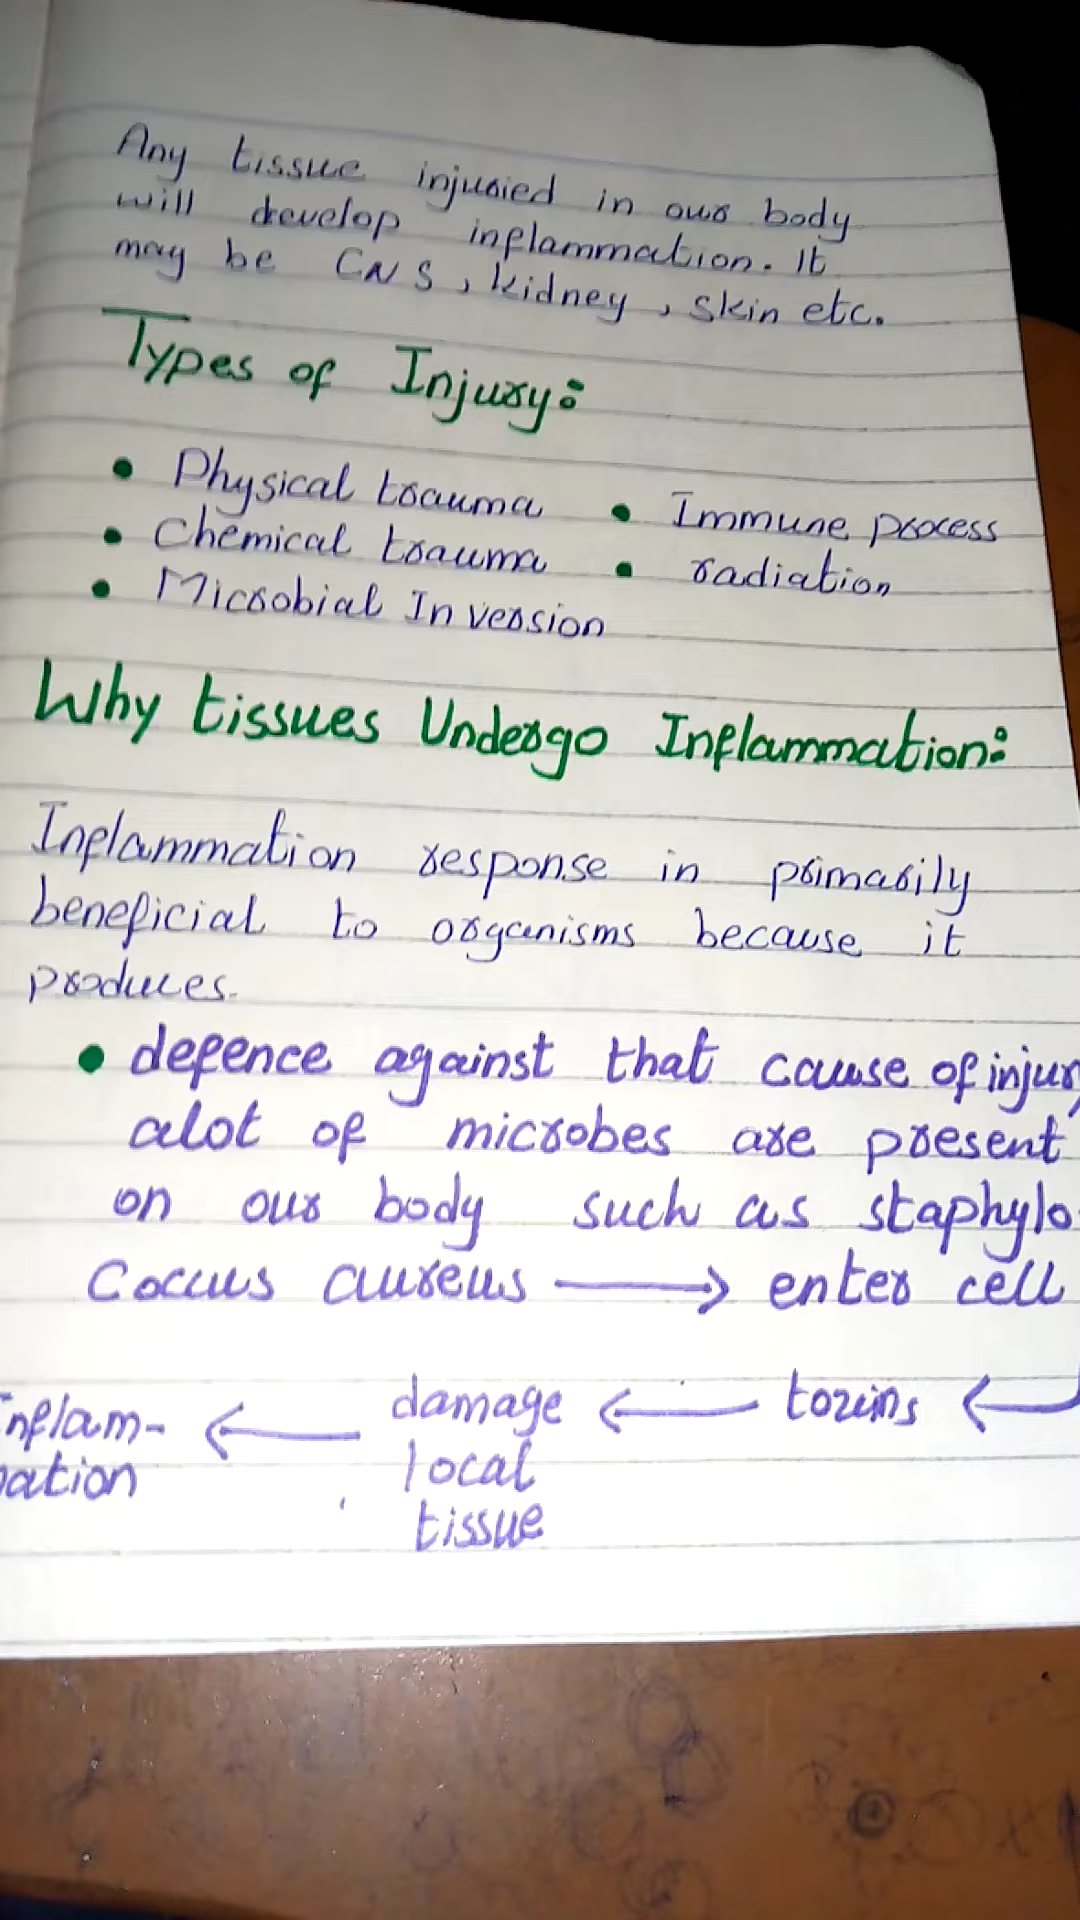 Any tissue injuried in our body
will develop inflammation. It
may be CNS, kidney, skin etc.
Types of Injury:
• Physical trauma • Immune process
• Chemical trauma • radiation
• Microbial Inversion
Why tissues Undergo Inflammation:
Inflammation response in primarily
beneficial to organisms because it
produces.
• defence against that cause of injury
alot of microbes are present
on our body such as staphylo-
Coccus aureus → enter cell
nflam- ← damage ← toxins ←
ation local
tissue